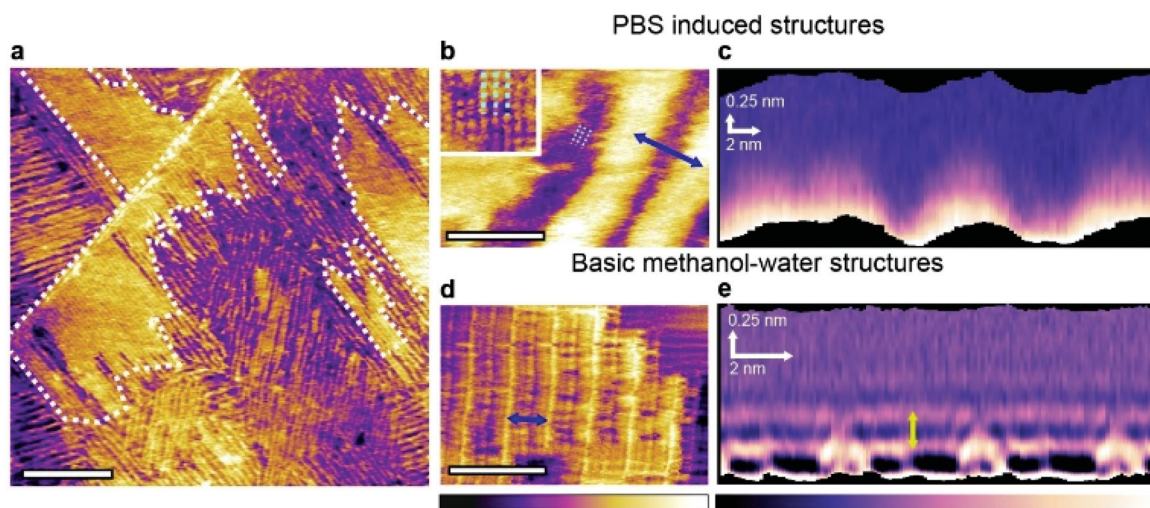 PBS induced structures
a
b
c
0.25 nm
2 nm
Basic methanol-water structures
d
e
0.25 nm
2 nm